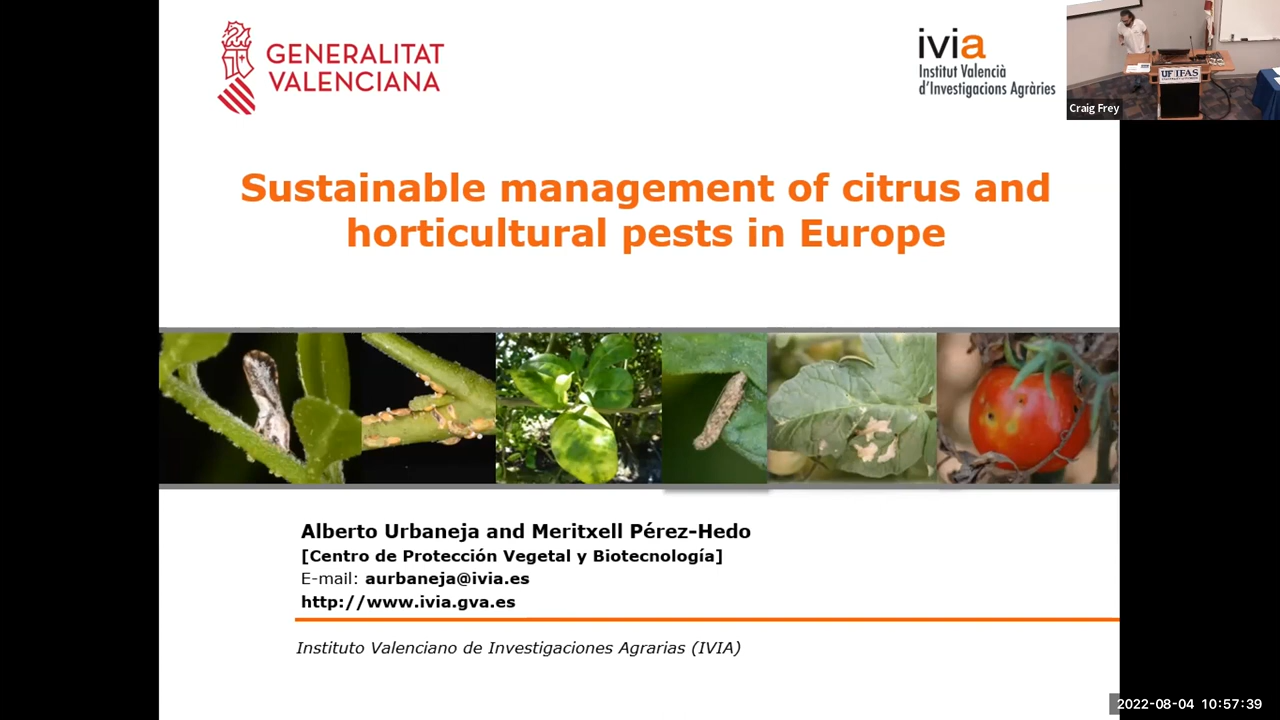 GENERALITAT
VALENCIANA
ivia
Institut Valencià
d'Investigacions Agràries
UF IFAS
Craig Frey
Sustainable management of citrus and
horticultural pests in Europe
Alberto Urbaneja and Meritxell Pérez-Hedo
[Centro de Protección Vegetal y Biotecnología]
E-mail: aurbaneja@ivia.es
http://www.ivia.gva.es
Instituto Valenciano de Investigaciones Agrarias (IVIA)
2022-08-04 10:57:39